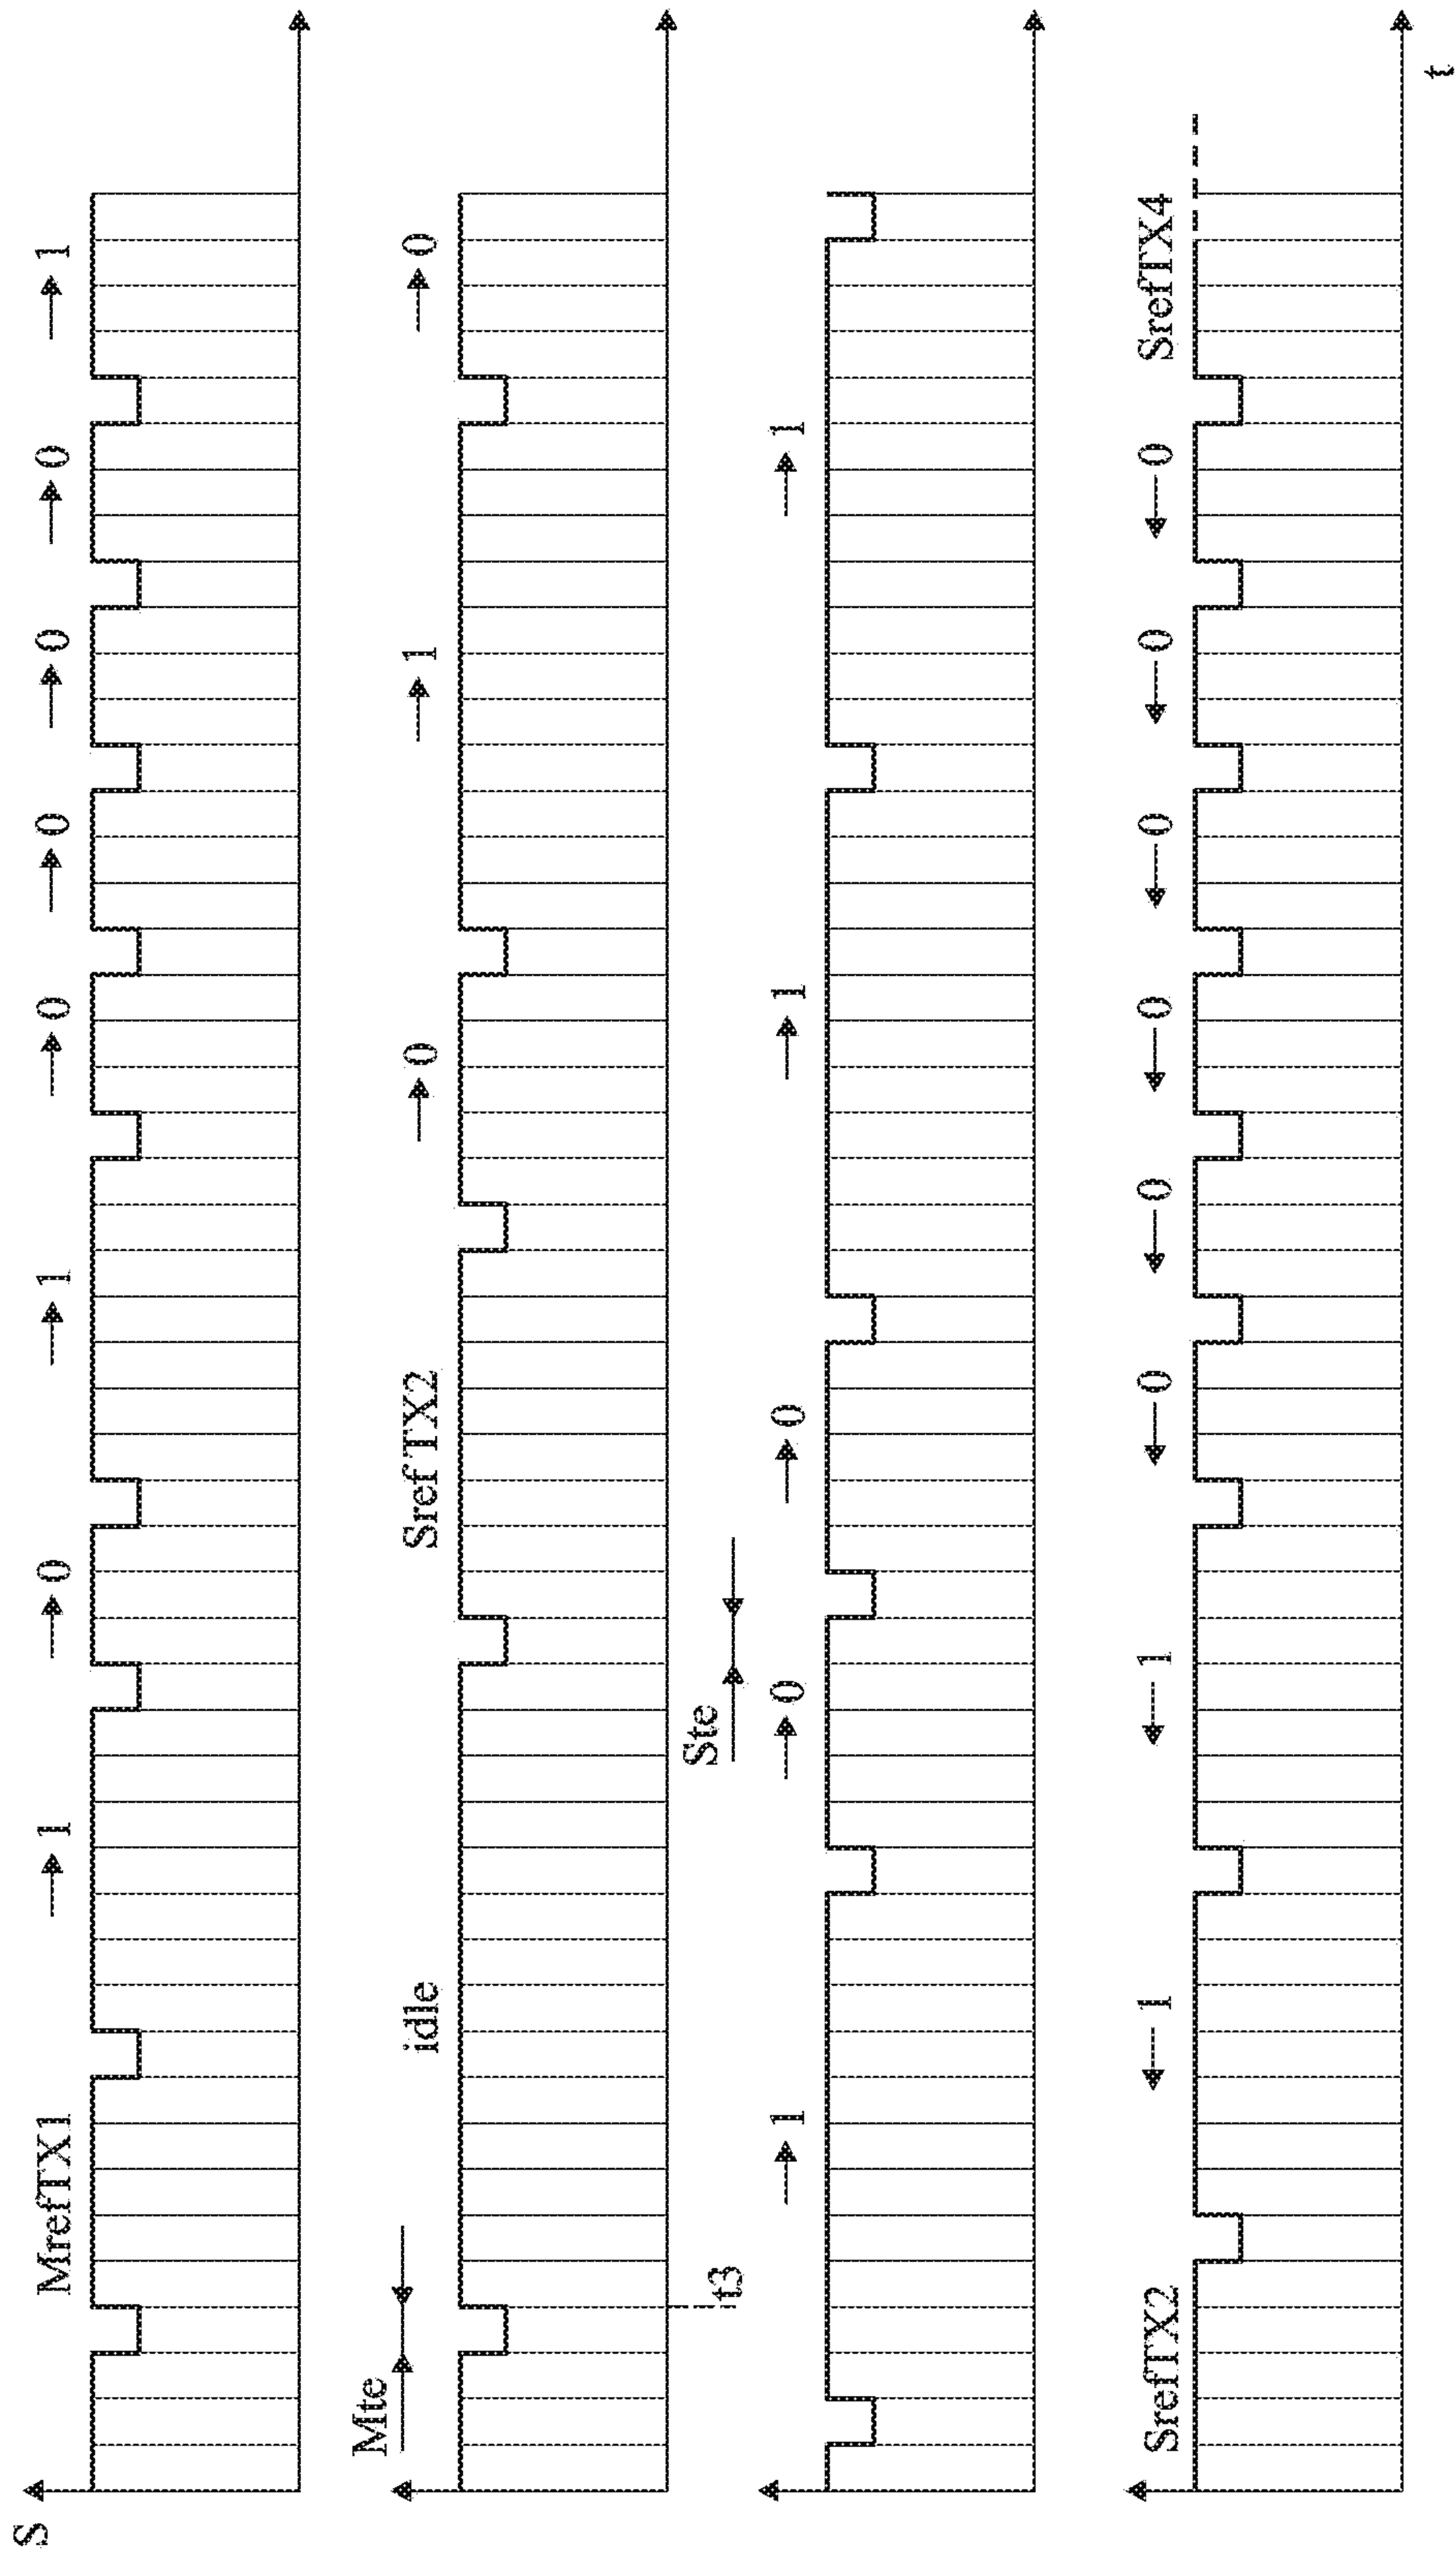 S
MrefTX1 →1 →0 →1 →0 →0 →0 →0 →1
Mte
idle SrefTX2 →0 →1 →0
t3 Ste
→1 →0 →0 →1 →1
SrefTX2 ←1 ←1 ←0 ←0 ←0 ←0 ←0 ←0 SrefTX4
t